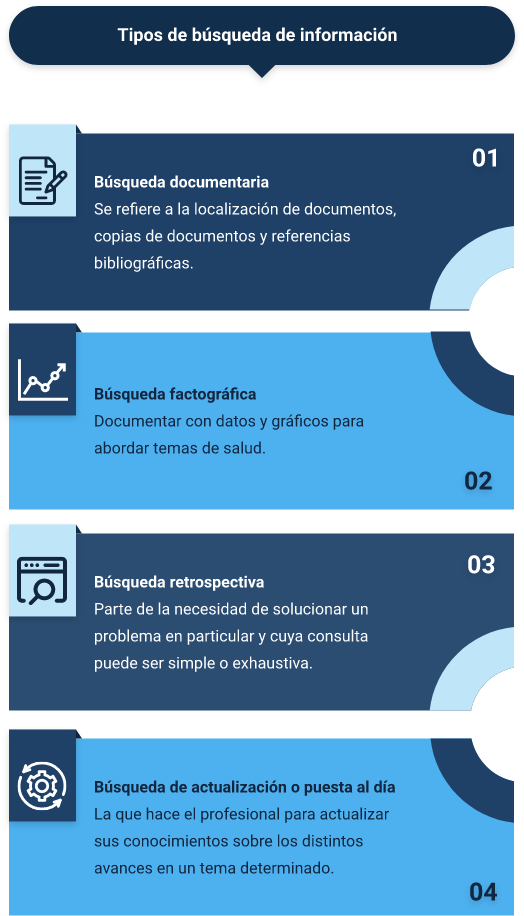 Tipos de búsqueda de información
01
Búsqueda documentaria
Se refiere a la localización de documentos,
copias de documentos y referencias
bibliográficas.
Búsqueda factográfica
Documentar con datos y gráficos para
abordar temas de salud.
02
03
Búsqueda retrospectiva
Parte de la necesidad de solucionar un
problema en particular y cuya consulta
puede ser simple o exhaustiva.
Búsqueda de actualización o puesta al día
La que hace el profesional para actualizar
sus conocimientos sobre los distintos
avances en un tema determinado.
04